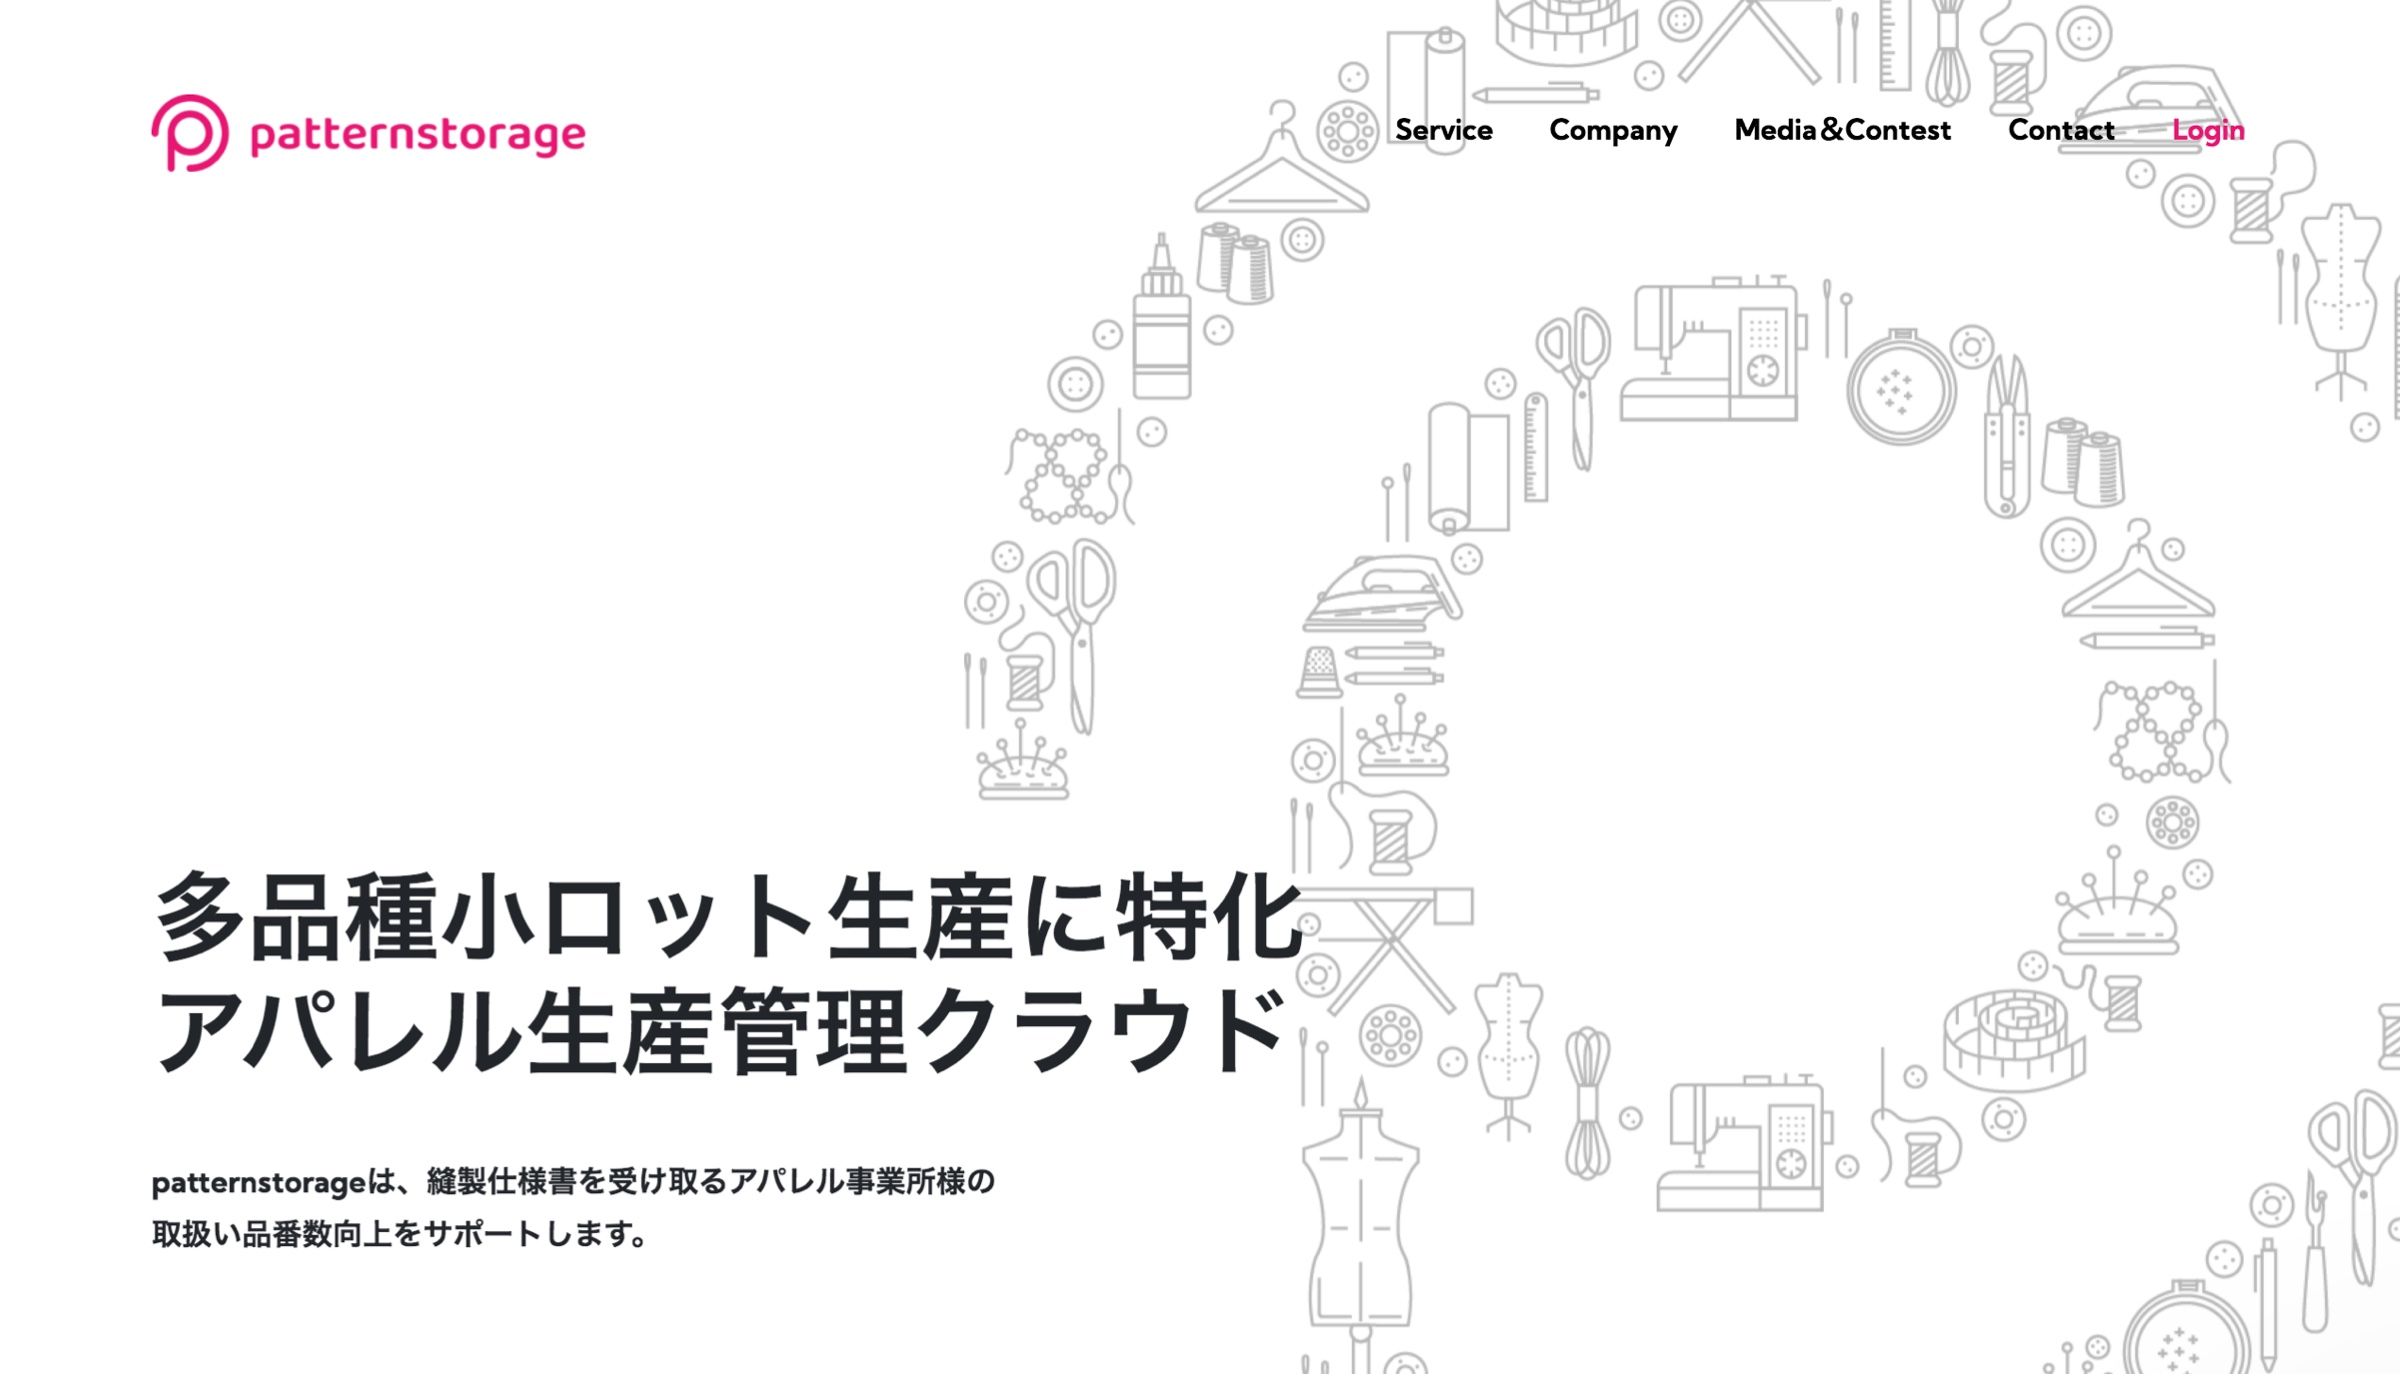 patternstorage
Service Company Media&Contest Contact Login
多品種小ロット生産に特化
アパレル生産管理クラウド
patternstorageは、縫製仕様書を受け取るアパレル事業所様の
取扱い品番数向上をサポートします。